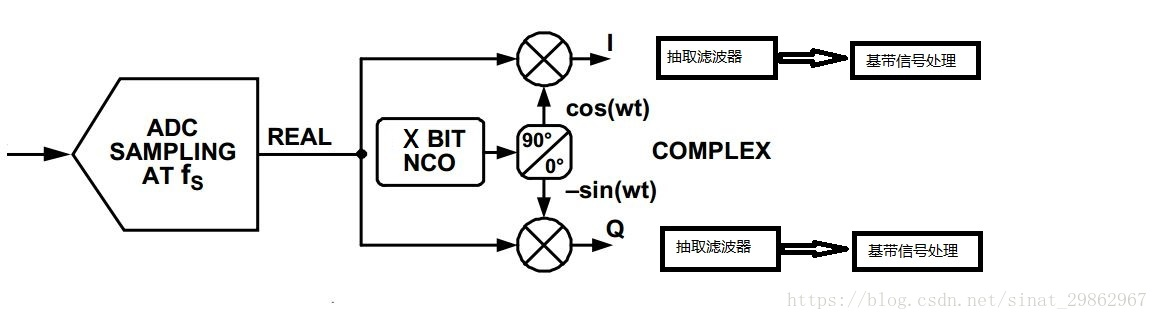 I
抽取滤波器
基带信号处理
ADC
SAMPLING
AT fS
REAL
X BIT
NCO
cos(wt)
90°
0°
COMPLEX
–sin(wt)
Q
抽取滤波器
基带信号处理
https://blog.csdn.net/sinat_29862967